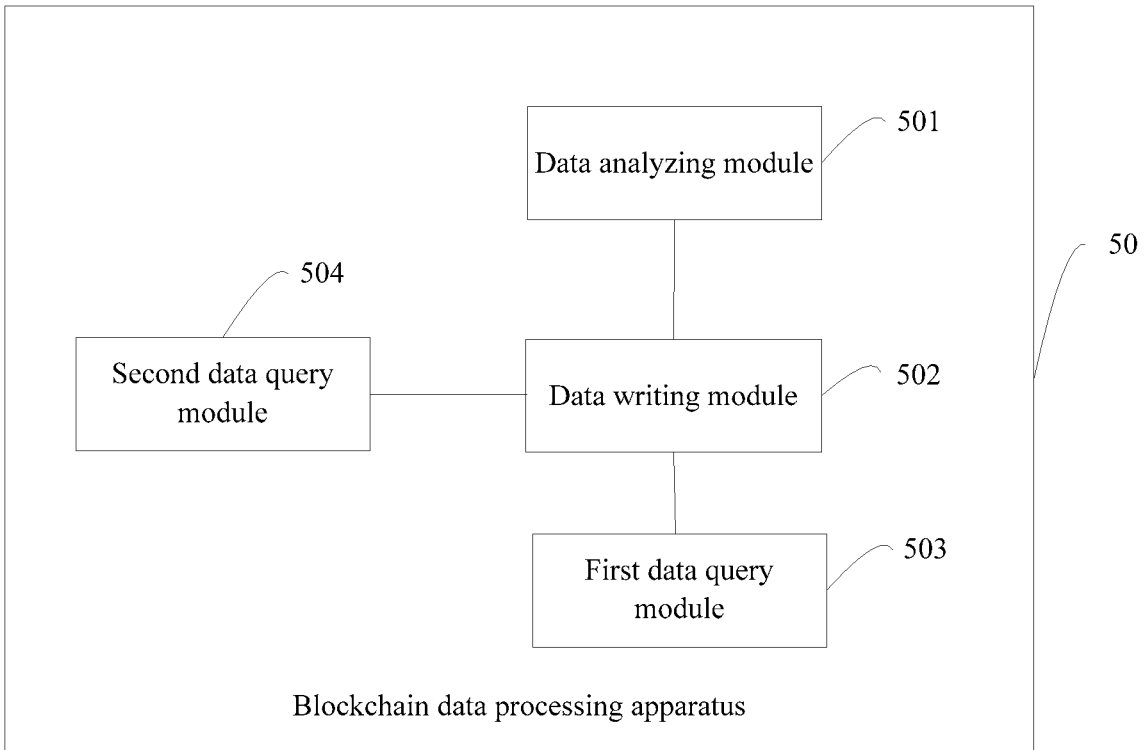 501
Data analyzing module
50
504
Second data query
module
502
Data writing module
503
First data query
module
Blockchain data processing apparatus